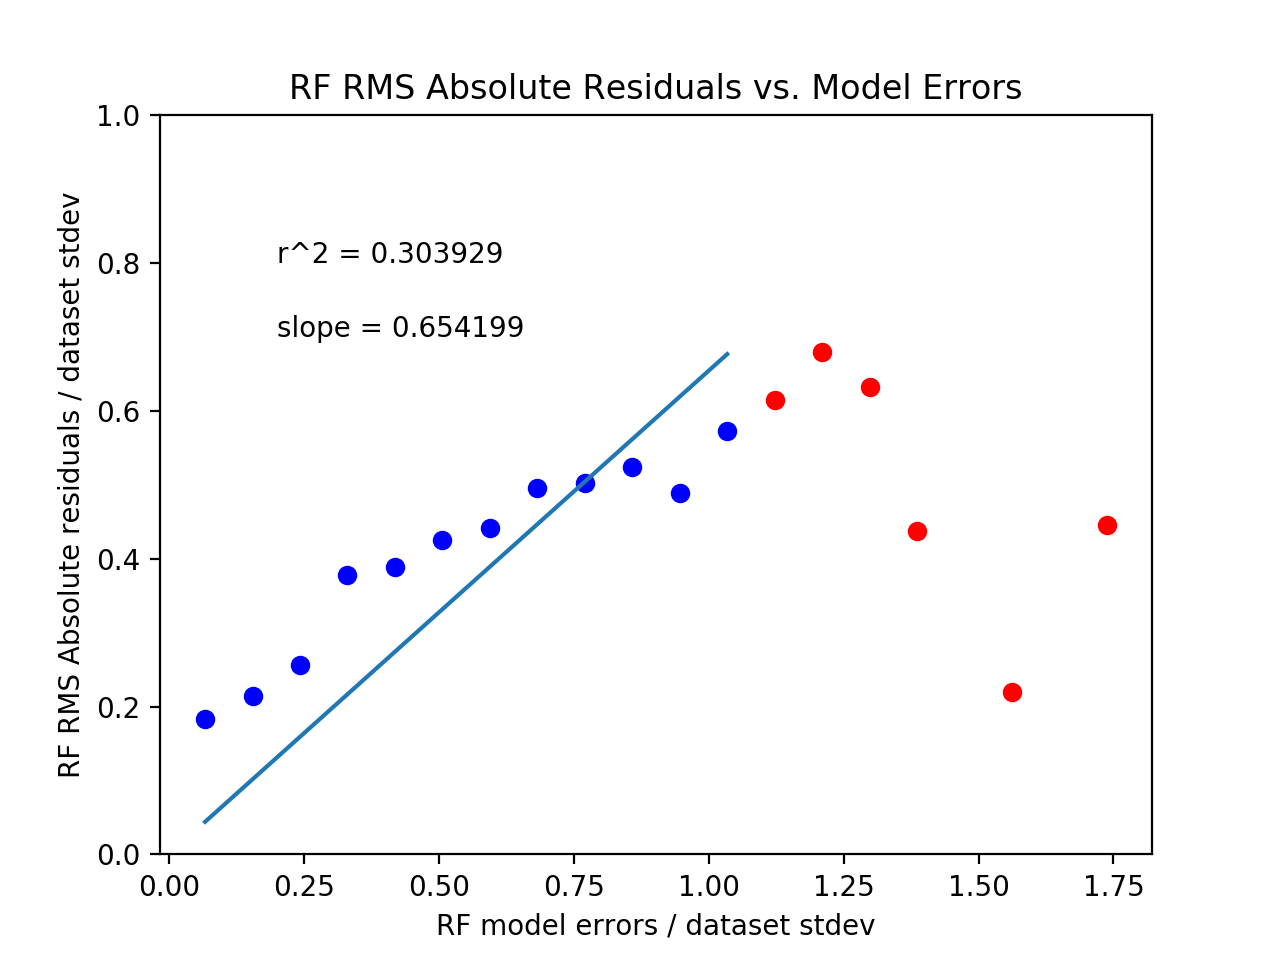 RF RMS Absolute Residuals vs. Model Errors
1.0
0.8
0.6
0.4
0.2
0.0
RF RMS Absolute residuals / dataset stdev
r^2 = 0.303929
slope = 0.654199
0.00 0.25 0.50 0.75 1.00 1.25 1.50 1.75
RF model errors / dataset stdev